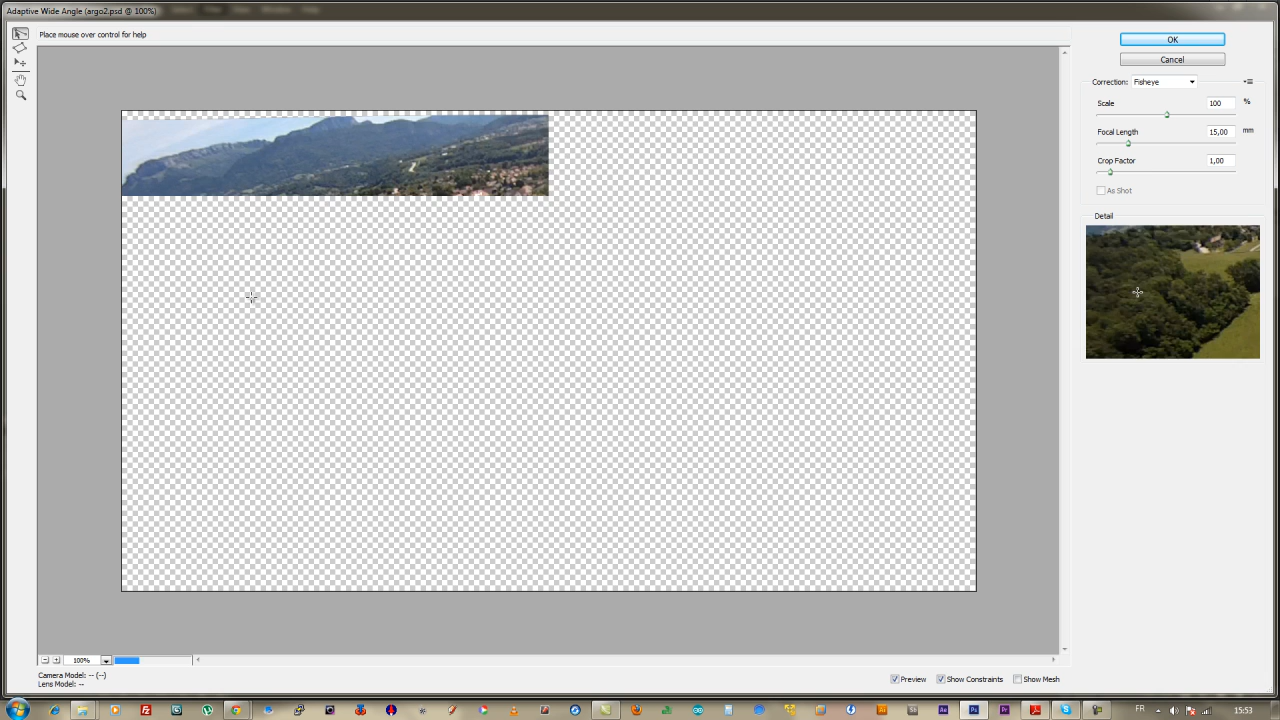 Adaptive Wide Angle (argo2.psd @ 100%)
Place mouse over control for help
OK
Cancel
Correction: Fisheye
Scale 100 %
Focal Length 15,00 mm
Crop Factor 1,00
As Shot
Detail
100%
Camera Model: -- (--)
Lens Model: --
Preview Show Constraints Show Mesh
FR 15:53